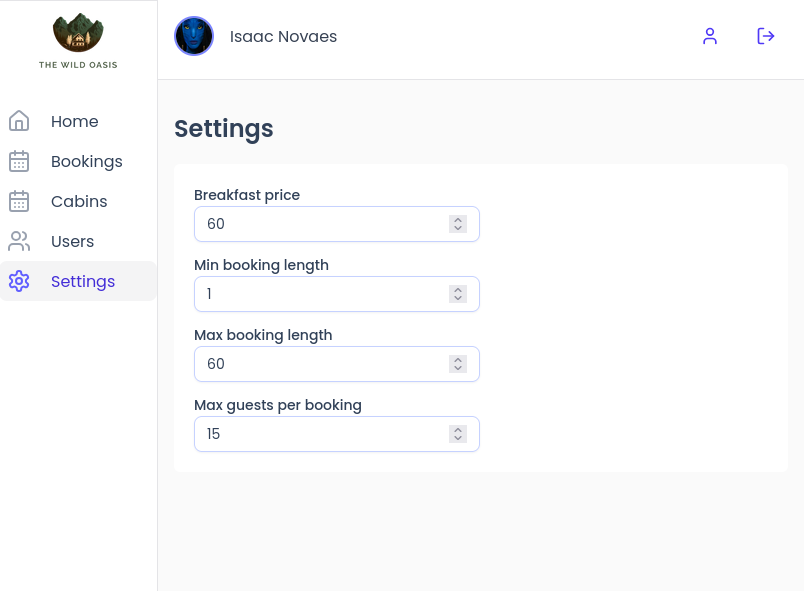 THE WILD OASIS
Isaac Novaes
Home
Bookings
Cabins
Users
Settings
Settings
Breakfast price
60
Min booking length
1
Max booking length
60
Max guests per booking
15